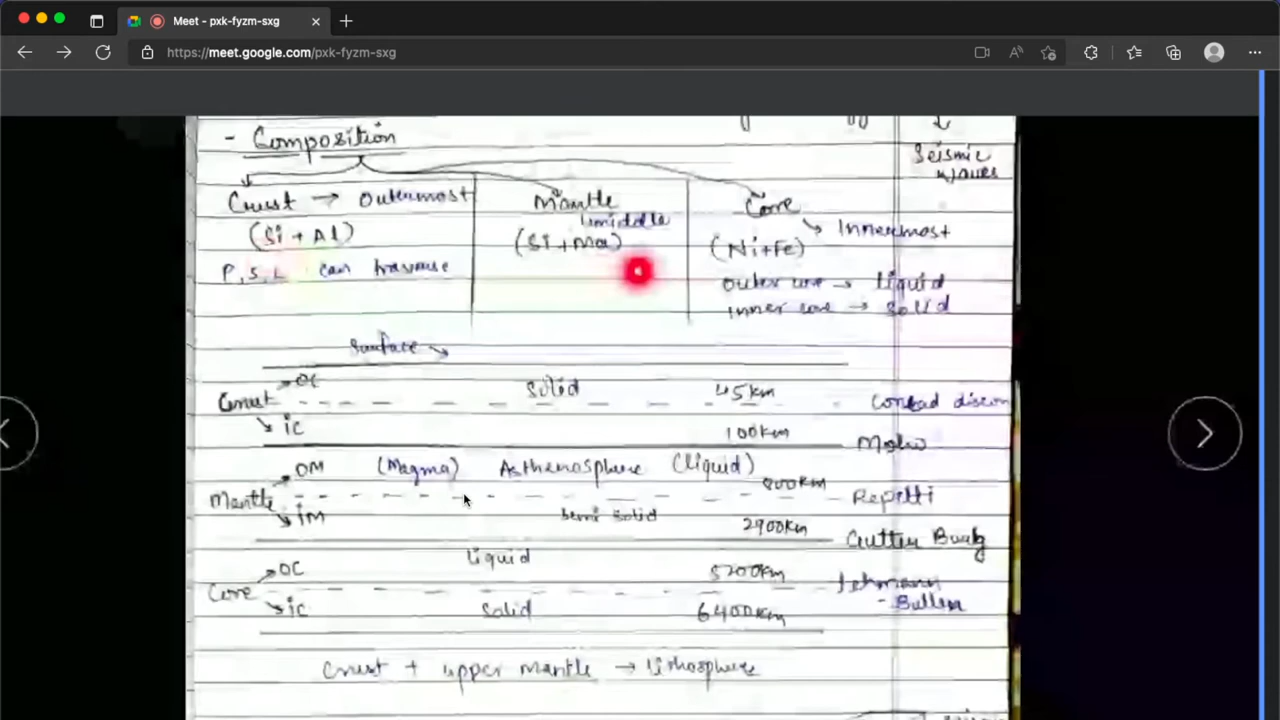 Meet - pxk-fyzm-sxg
https://meet.google.com/pxk-fyzm-sxg
- Composition
Seismic
waves
Crust → Outermost
Mantle
Core
↳ middle
↳ Innermost
(Si + Al)
(Si + Ma)
(Ni+Fe)
P, S, L can traverse
outer core → liquid
inner core → solid
Surface
Crust
OC
solid
45km
Conrad discon
ic
100km
Moho
Mantle
OM
(Magma)
Asthenosphere
(liquid)
800km
Repetti
iM
semi solid
2900km
Gutten Burg
Core
OC
liquid
5200km
Lehmann
- Bullen
ic
solid
6400km
Crust + upper mantle → lithosphere